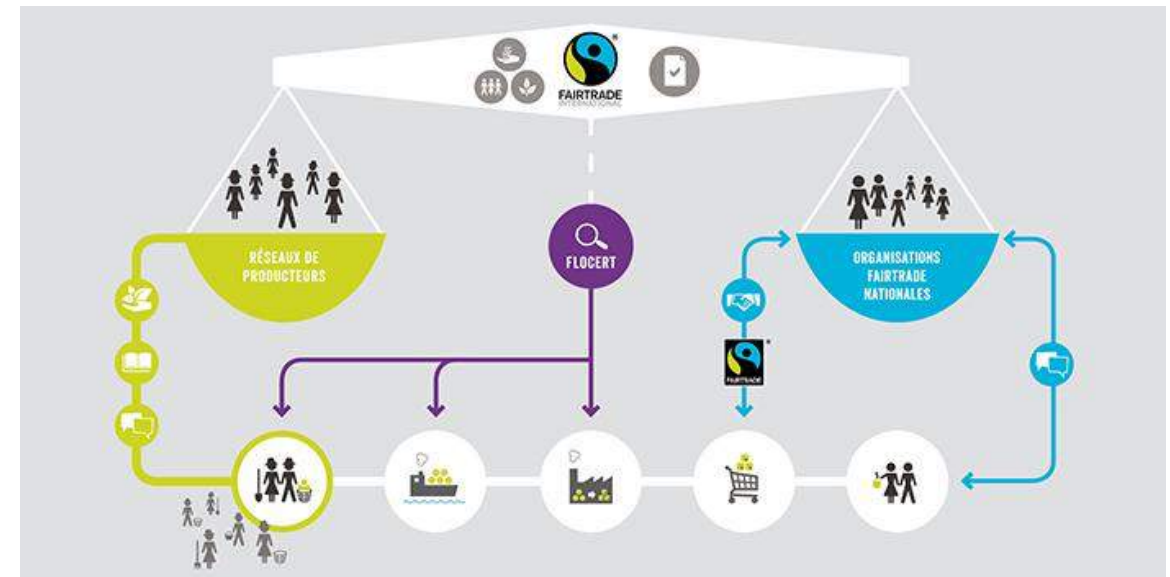 FAIRTRADE
INTERNATIONAL
RÉSEAUX DE
PRODUCTEURS
FLOCERT
ORGANISATIONS
FAIRTRADE
NATIONALES
FAIRTRADE